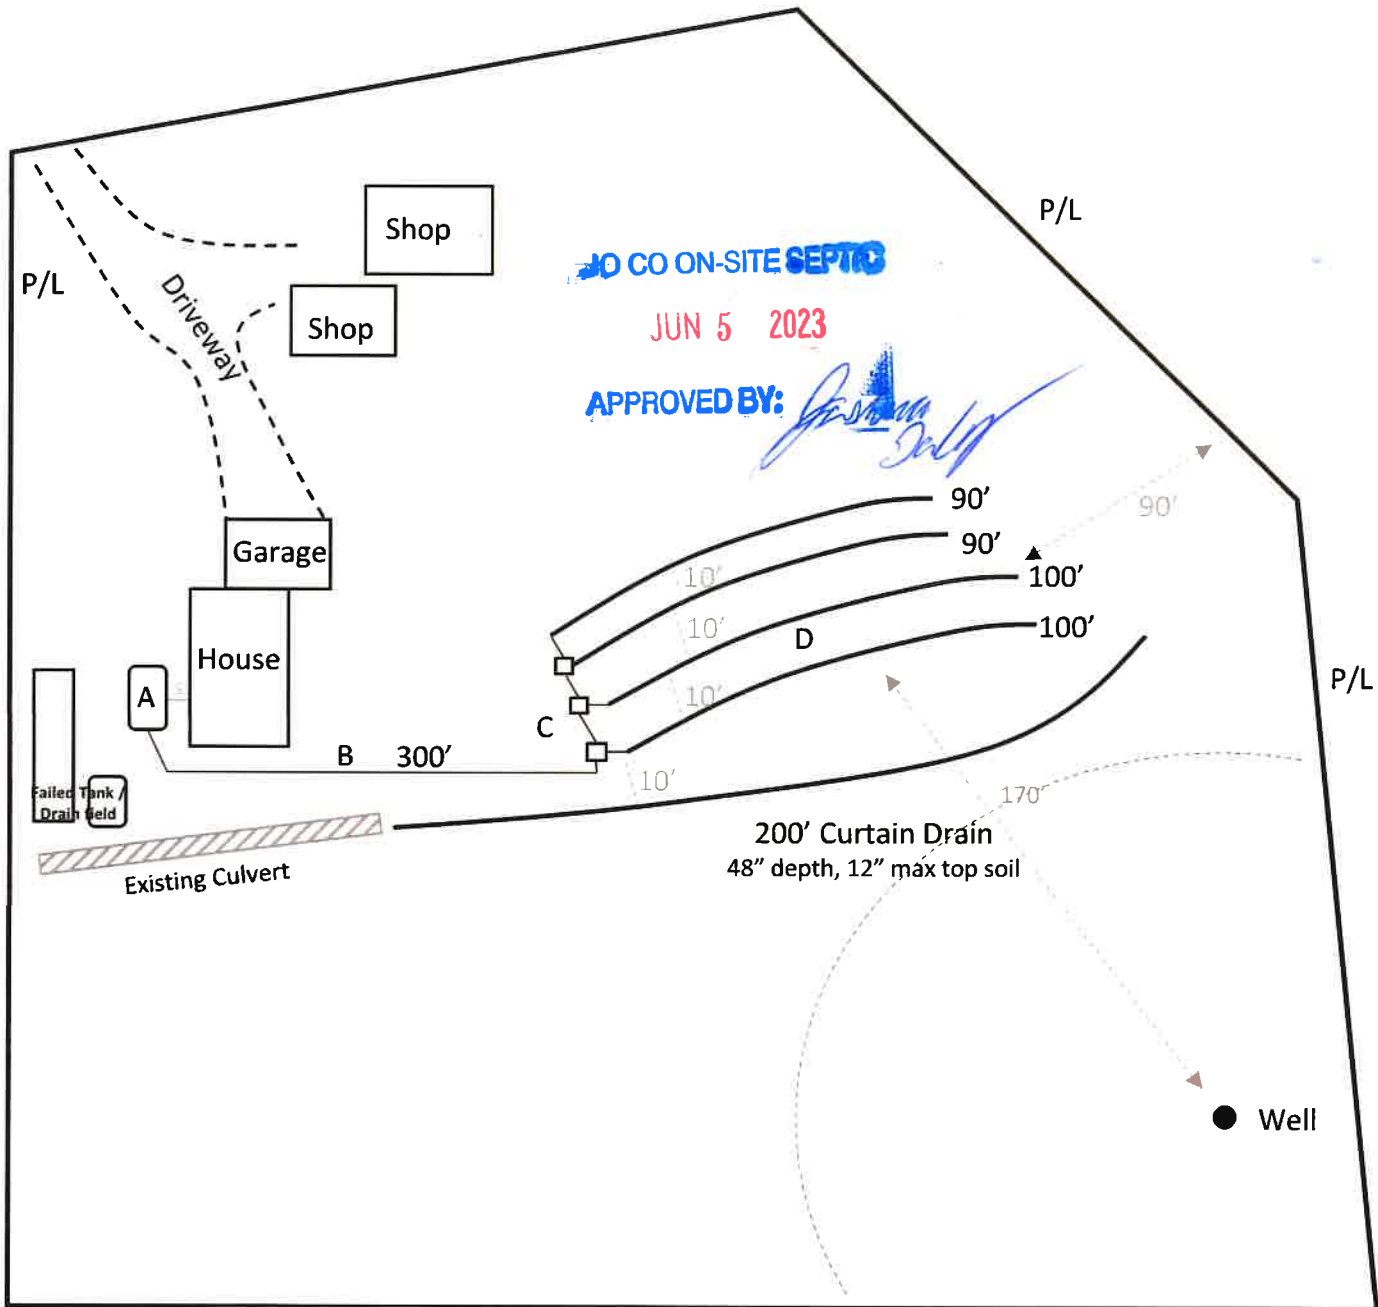 P/L
Shop
P/L
JO CO ON-SITE SEPTIC
Driveway
Shop
JUN 5 2023
APPROVED BY:
90'
90'
90'
Garage
10'
100'
10'
100'
D
House
P/L
A
10'
C
B 300'
10'
170'
Failed Tank /
Drain field
200' Curtain Drain
48" depth, 12" max top soil
Existing Culvert
Well